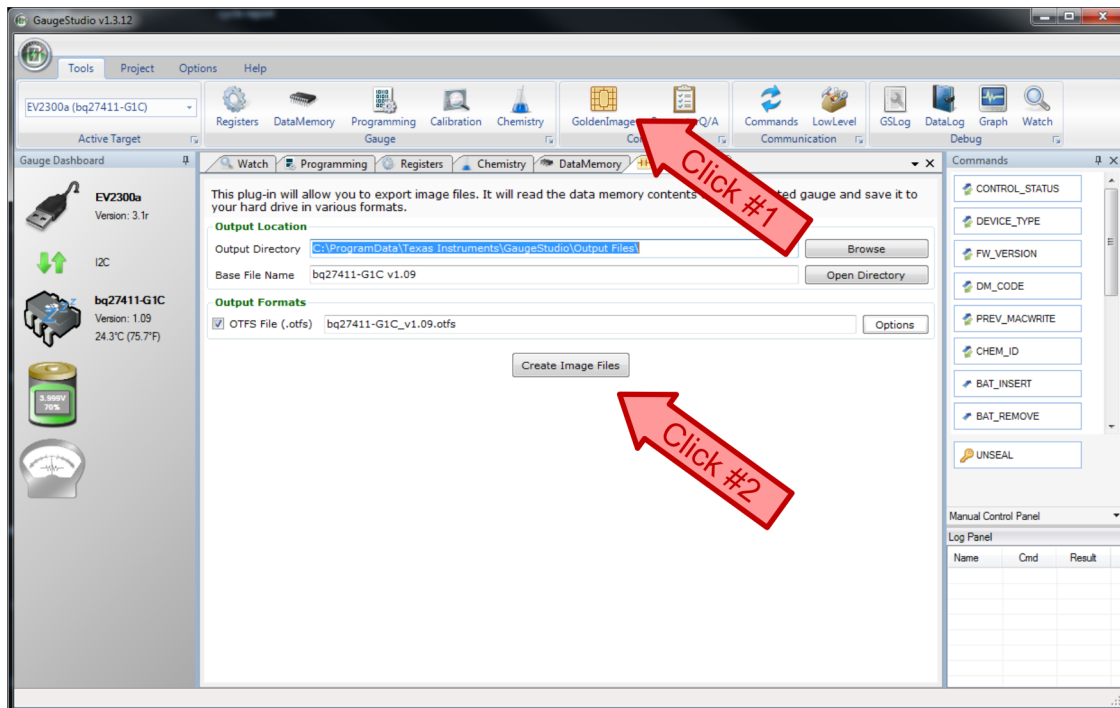 GaugeStudio v1.3.12
Tools Project Options Help
EV2300a (bq27411-G1C)
Registers DataMemory Programming Calibration Chemistry GoldenImage Q/A Commands LowLevel GSLog DataLog Graph Watch
Active Target Gauge Communication Debug
Gauge Dashboard
EV2300a
Version: 3.1r
I2C
bq27411-G1C
Version: 1.09
24.3°C (75.7°F)
3.999V
70%
Watch Programming Registers Chemistry DataMemory
This plug-in will allow you to export image files. It will read the data memory contents gauge and save it to
your hard drive in various formats.
Output Location
Output Directory C:\ProgramData\Texas Instruments\GaugeStudio\Output Files\ Browse
Base File Name bq27411-G1C v1.09 Open Directory
Output Formats
OTFS File (.otfs) bq27411-G1C_v1.09.otfs Options
Create Image Files
Click #1
Click #2
Commands
CONTROL_STATUS
DEVICE_TYPE
FW_VERSION
DM_CODE
PREV_MACWRITE
CHEM_ID
BAT_INSERT
BAT_REMOVE
UNSEAL
Manual Control Panel
Log Panel
Name Cmd Result